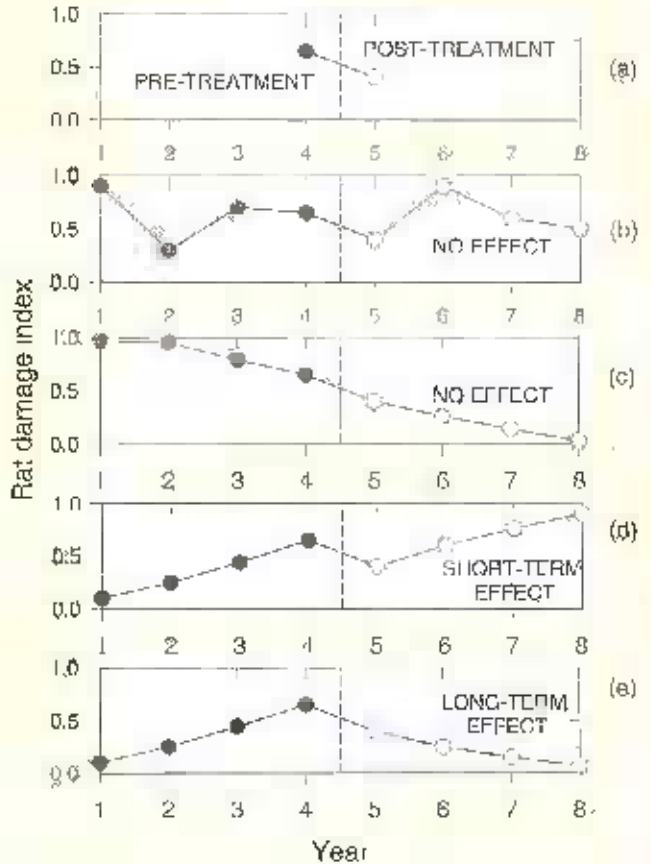 1.0
POST-TREATMENT
(a)
0.5
PRE-TREATMENT
0.0
1 2 3 4 5 6 7 8
1.0
0.5
(b)
NO EFFECT
0.0
1 2 3 4 5 6 7 8
1.0
0.5
(c)
NO EFFECT
0.0
1 2 3 4 5 6 7 8
1.0
(d)
0.5
SHORT-TERM
EFFECT
0.0
1 2 3 4 5 6 7 8
1.0
(e)
LONG-TERM
0.5
EFFECT
0.0
1 2 3 4 5 6 7 8
Year
Rat damage index